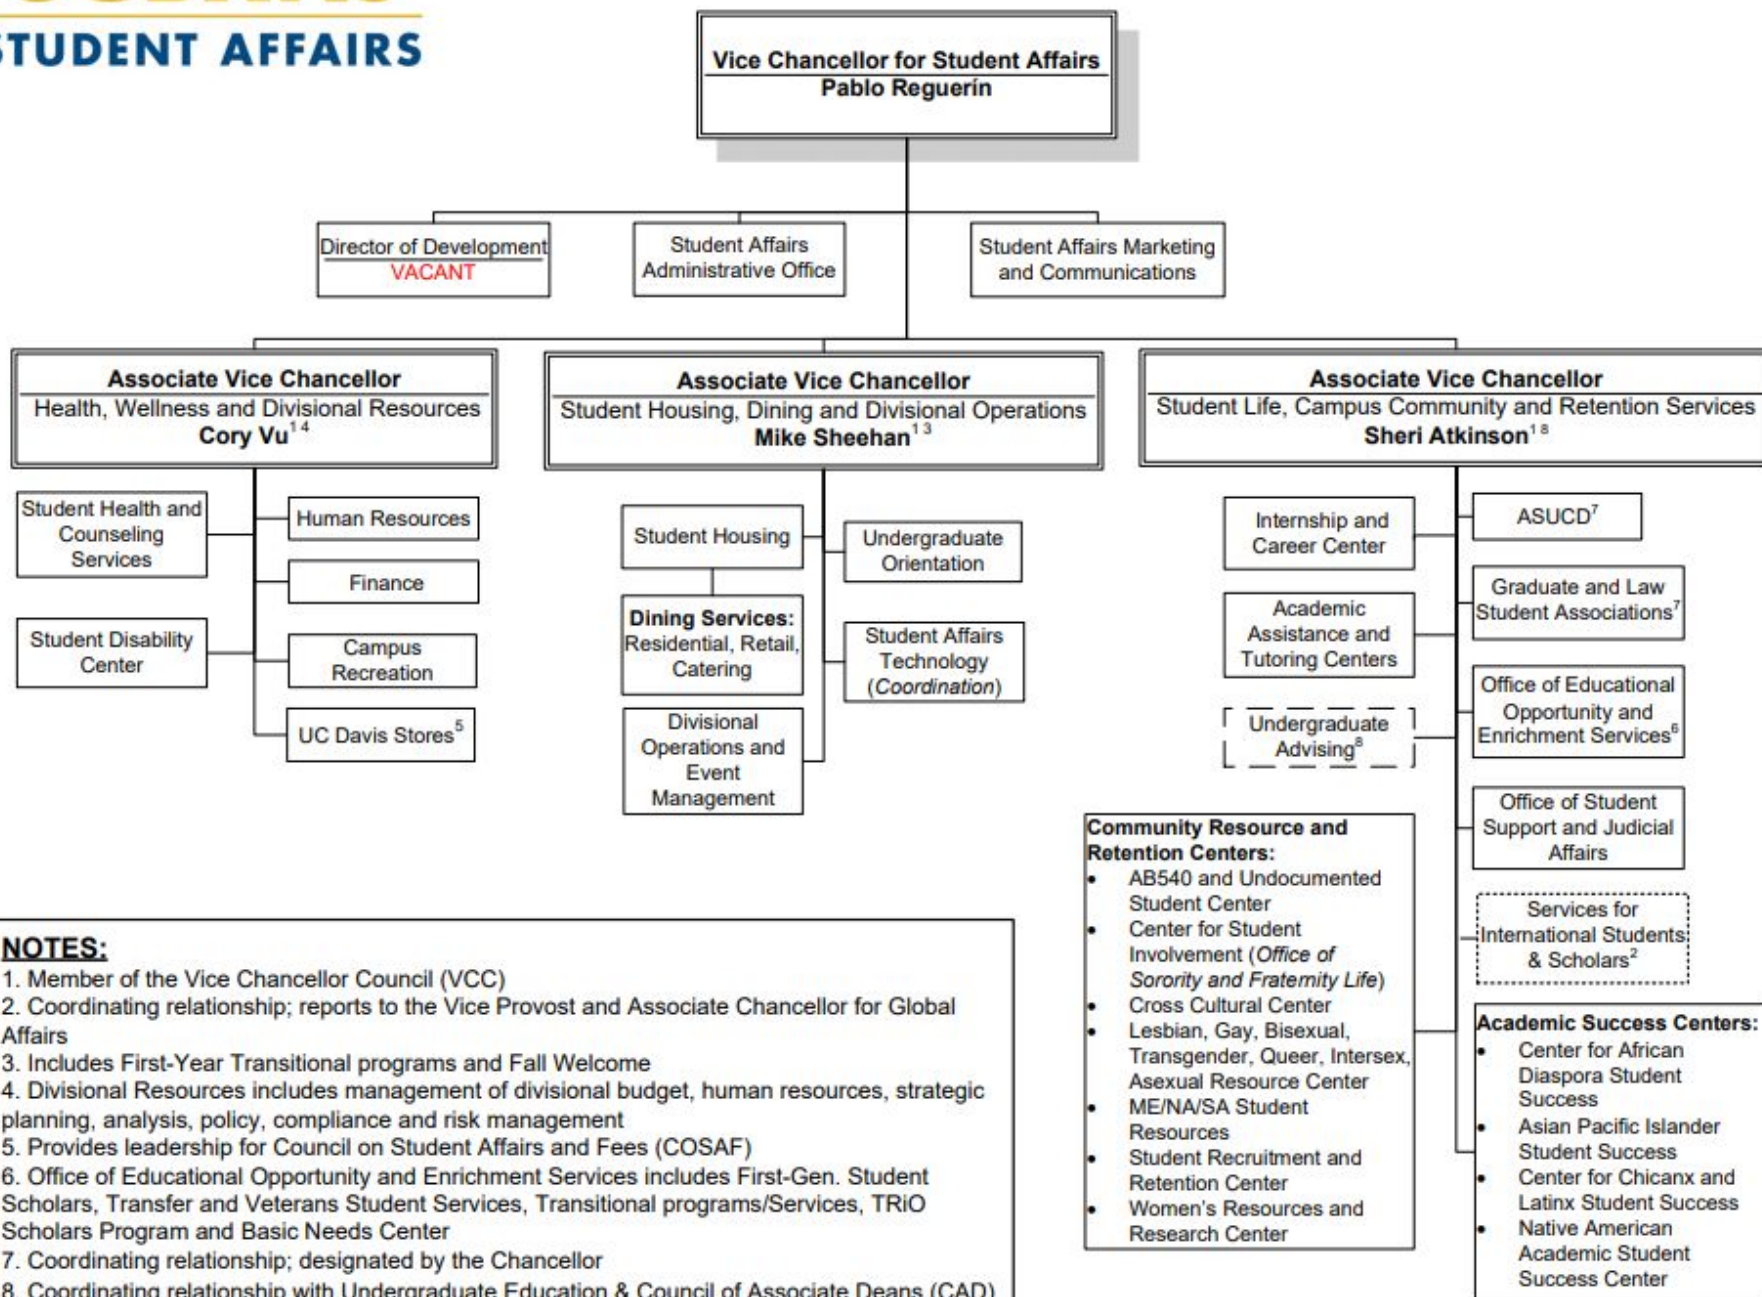 STUDENT AFFAIRS
Vice Chancellor for Student Affairs
Pablo Reguerín
Director of Development
VACANT
Student Affairs
Administrative Office
Student Affairs Marketing
and Communications
Associate Vice Chancellor
Health, Wellness and Divisional Resources
Cory Vu1 4
Associate Vice Chancellor
Student Housing, Dining and Divisional Operations
Mike Sheehan1 3
Associate Vice Chancellor
Student Life, Campus Community and Retention Services
Sheri Atkinson1 8
Student Health and
Counseling
Services
Student Disability
Center
Human Resources
Finance
Campus
Recreation
UC Davis Stores5
Student Housing
Dining Services:
Residential, Retail,
Catering
Divisional
Operations and
Event
Management
Undergraduate
Orientation
Student Affairs
Technology
(Coordination)
Internship and
Career Center
Academic
Assistance and
Tutoring Centers
Undergraduate
Advising8
Community Resource and
Retention Centers:
• AB540 and Undocumented
Student Center
• Center for Student
Involvement (Office of
Sorority and Fraternity Life)
• Cross Cultural Center
• Lesbian, Gay, Bisexual,
Transgender, Queer, Intersex,
Asexual Resource Center
• ME/NA/SA Student
Resources
• Student Recruitment and
Retention Center
• Women's Resources and
Research Center
ASUCD7
Graduate and Law
Student Associations7
Office of Educational
Opportunity and
Enrichment Services6
Office of Student
Support and Judicial
Affairs
Services for
International Students
& Scholars2
Academic Success Centers:
• Center for African
Diaspora Student
Success
• Asian Pacific Islander
Student Success
• Center for Chicanx and
Latinx Student Success
• Native American
Academic Student
Success Center
NOTES:
1. Member of the Vice Chancellor Council (VCC)
2. Coordinating relationship; reports to the Vice Provost and Associate Chancellor for Global
Affairs
3. Includes First-Year Transitional programs and Fall Welcome
4. Divisional Resources includes management of divisional budget, human resources, strategic
planning, analysis, policy, compliance and risk management
5. Provides leadership for Council on Student Affairs and Fees (COSAF)
6. Office of Educational Opportunity and Enrichment Services includes First-Gen. Student
Scholars, Transfer and Veterans Student Services, Transitional programs/Services, TRiO
Scholars Program and Basic Needs Center
7. Coordinating relationship; designated by the Chancellor
8. Coordinating relationship with Undergraduate Education & Council of Associate Deans (CAD)